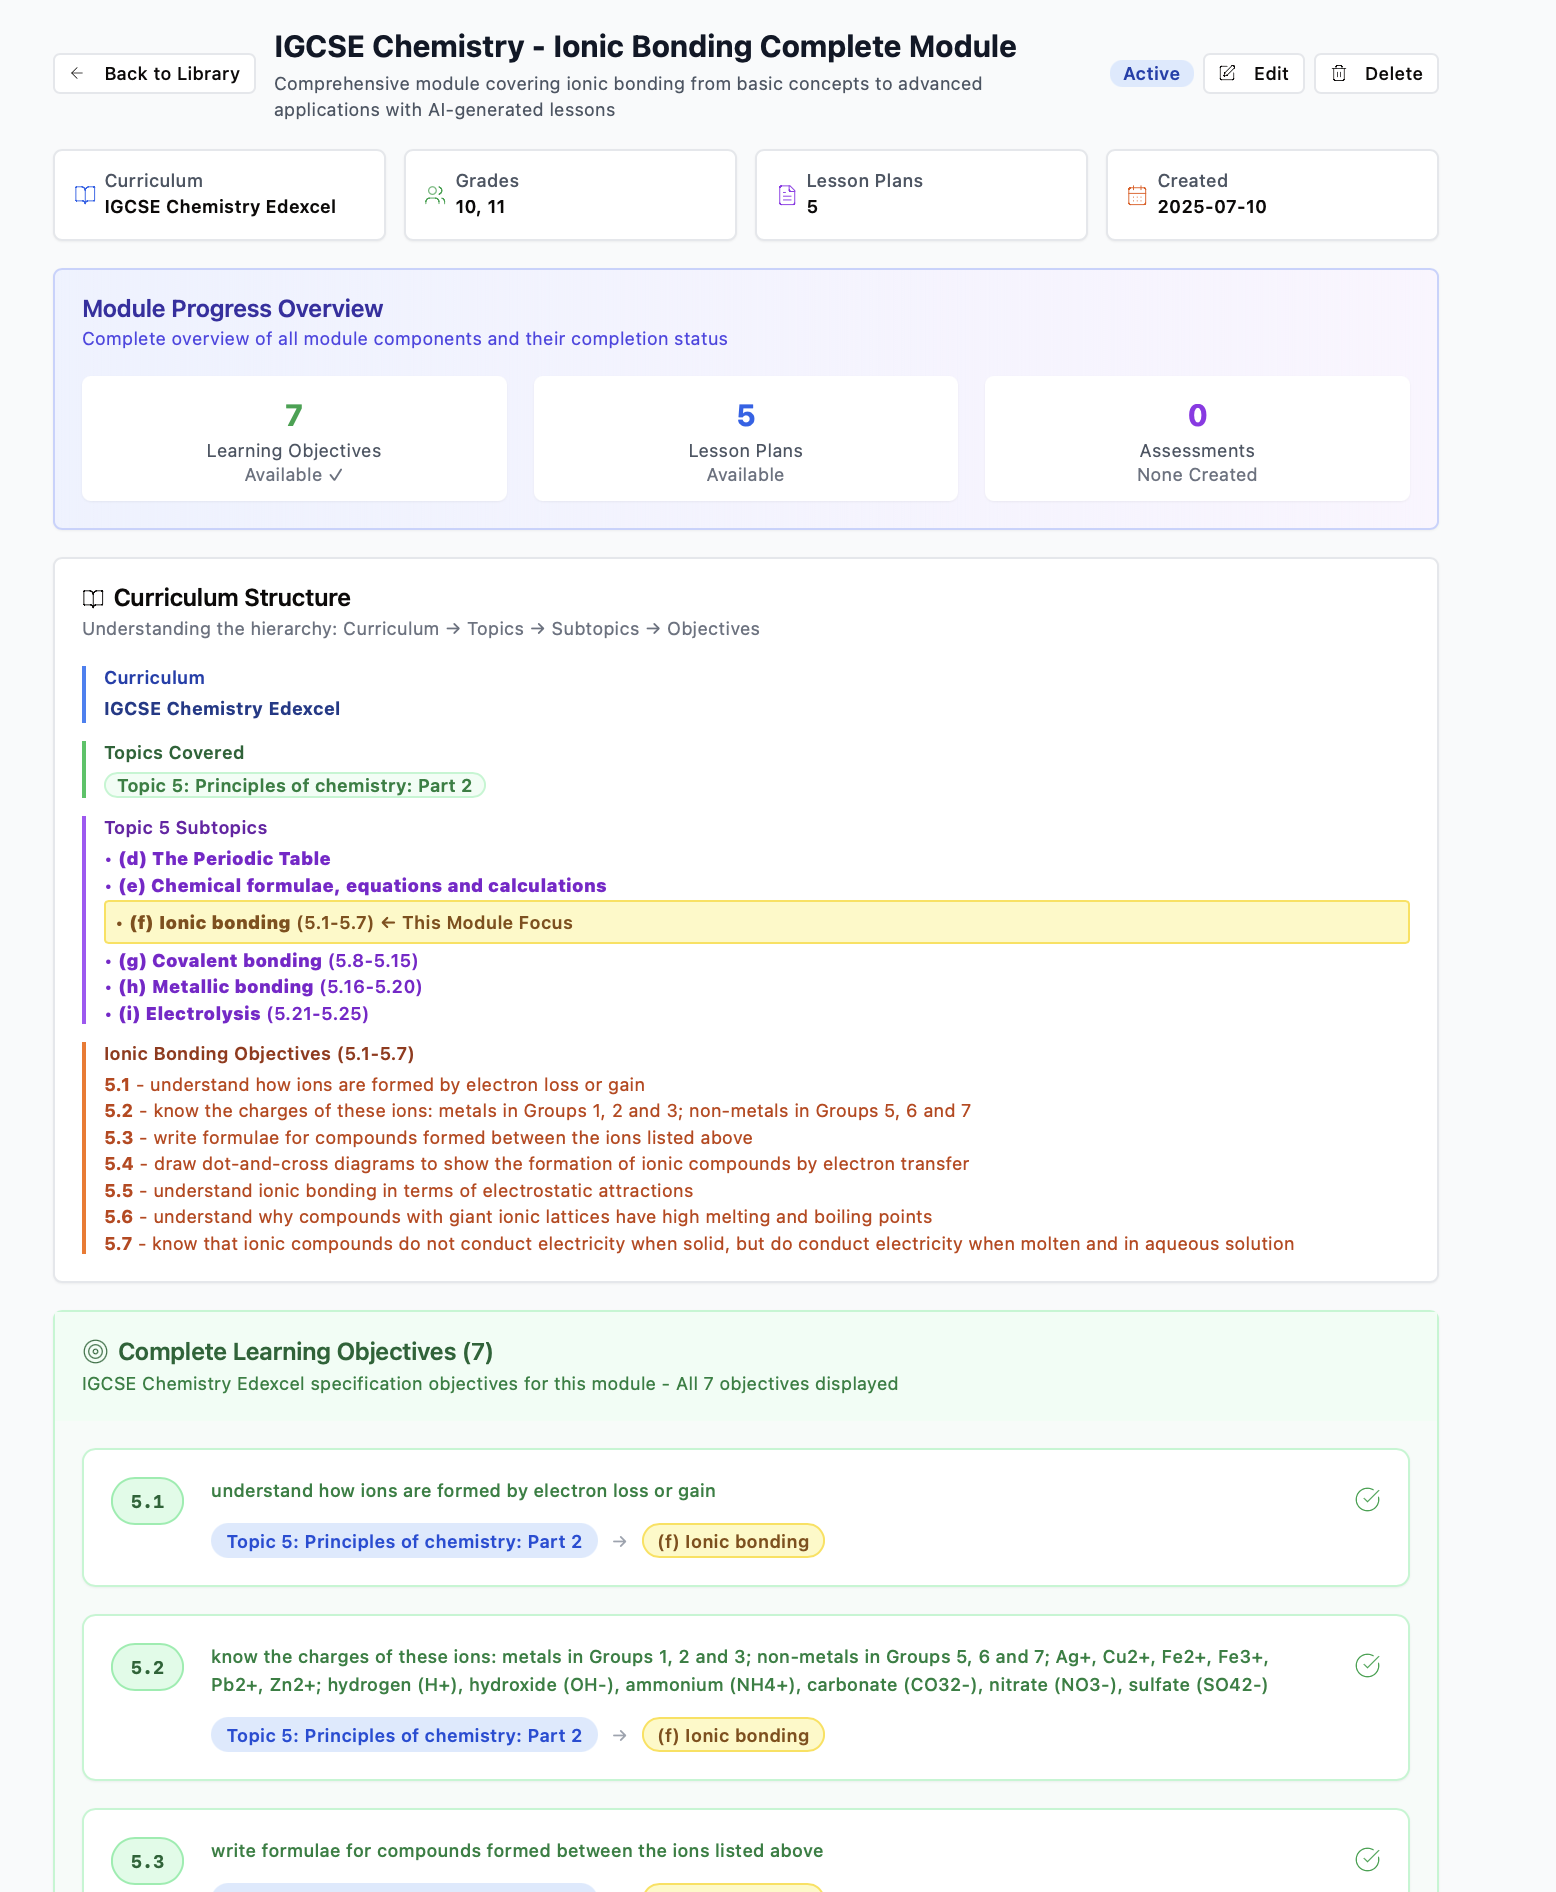 ← Back to Library
IGCSE Chemistry - Ionic Bonding Complete Module
Comprehensive module covering ionic bonding from basic concepts to advanced
applications with AI-generated lessons
Active
Edit
Delete
Curriculum
IGCSE Chemistry Edexcel
Grades
10, 11
Lesson Plans
5
Created
2025-07-10
Module Progress Overview
Complete overview of all module components and their completion status
7
Learning Objectives
Available ✓
5
Lesson Plans
Available
0
Assessments
None Created
Curriculum Structure
Understanding the hierarchy: Curriculum → Topics → Subtopics → Objectives
Curriculum
IGCSE Chemistry Edexcel
Topics Covered
Topic 5: Principles of chemistry: Part 2
Topic 5 Subtopics
• (d) The Periodic Table
• (e) Chemical formulae, equations and calculations
• (f) Ionic bonding (5.1-5.7) ← This Module Focus
• (g) Covalent bonding (5.8-5.15)
• (h) Metallic bonding (5.16-5.20)
• (i) Electrolysis (5.21-5.25)
Ionic Bonding Objectives (5.1-5.7)
5.1 - understand how ions are formed by electron loss or gain
5.2 - know the charges of these ions: metals in Groups 1, 2 and 3; non-metals in Groups 5, 6 and 7
5.3 - write formulae for compounds formed between the ions listed above
5.4 - draw dot-and-cross diagrams to show the formation of ionic compounds by electron transfer
5.5 - understand ionic bonding in terms of electrostatic attractions
5.6 - understand why compounds with giant ionic lattices have high melting and boiling points
5.7 - know that ionic compounds do not conduct electricity when solid, but do conduct electricity when molten and in aqueous solution
Complete Learning Objectives (7)
IGCSE Chemistry Edexcel specification objectives for this module - All 7 objectives displayed
5.1
understand how ions are formed by electron loss or gain
Topic 5: Principles of chemistry: Part 2 → (f) Ionic bonding
5.2
know the charges of these ions: metals in Groups 1, 2 and 3; non-metals in Groups 5, 6 and 7; Ag+, Cu2+, Fe2+, Fe3+,
Pb2+, Zn2+; hydrogen (H+), hydroxide (OH-), ammonium (NH4+), carbonate (CO32-), nitrate (NO3-), sulfate (SO42-)
Topic 5: Principles of chemistry: Part 2 → (f) Ionic bonding
5.3
write formulae for compounds formed between the ions listed above